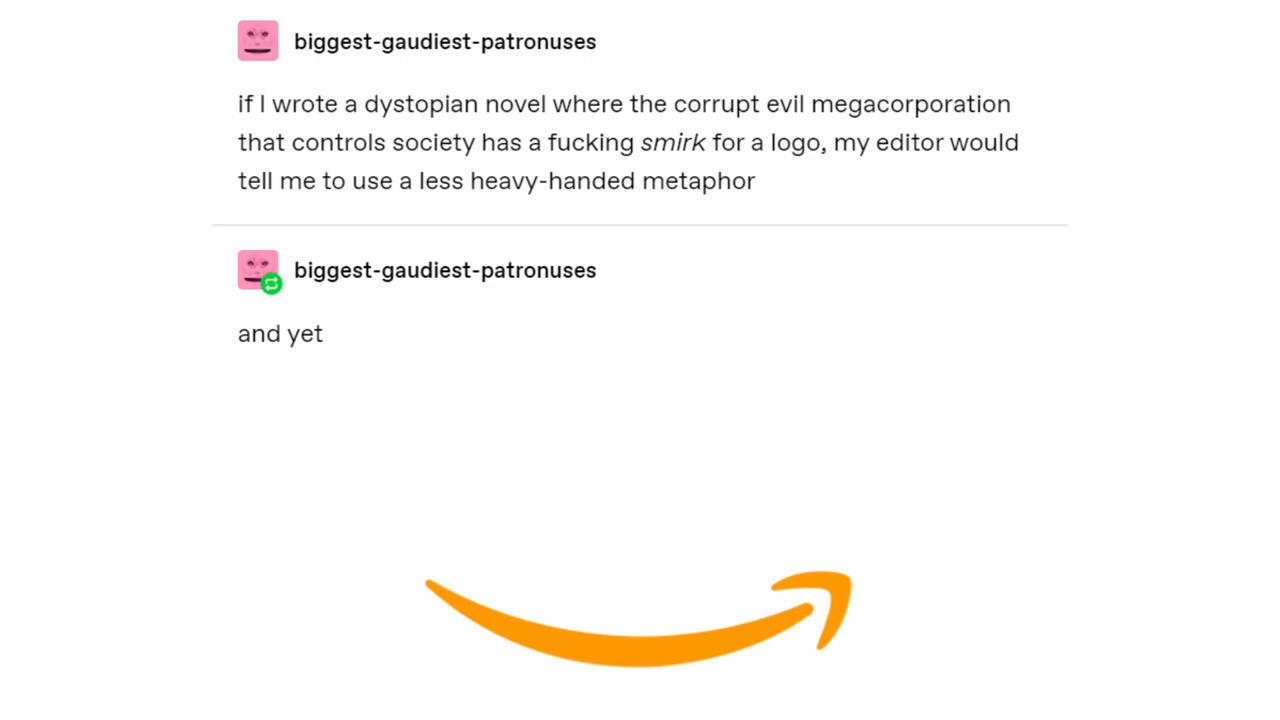 biggest-gaudiest-patronuses
if I wrote a dystopian novel where the corrupt evil megacorporation
that controls society has a fucking smirk for a logo, my editor would
tell me to use a less heavy-handed metaphor
biggest-gaudiest-patronuses
and yet